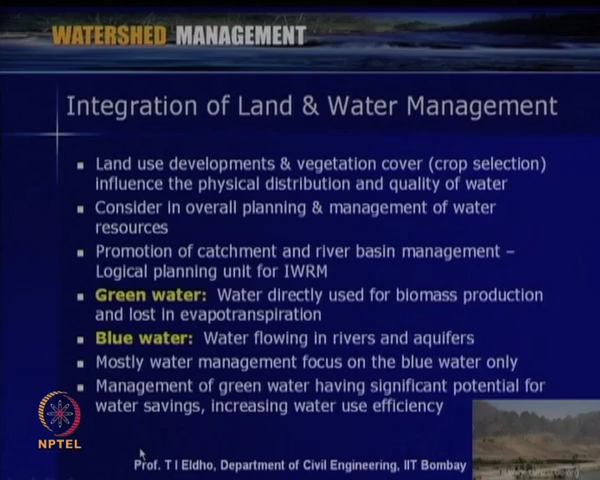 WATERSHED MANAGEMENT
Integration of Land & Water Management
Land use developments & vegetation cover (crop selection)
influence the physical distribution and quality of water
Consider in overall planning & management of water
resources
Promotion of catchment and river basin management –
Logical planning unit for IWRM
Green water: Water directly used for biomass production
and lost in evapotranspiration
Blue water: Water flowing in rivers and aquifers
Mostly water management focus on the blue water only
Management of green water having significant potential for
water savings, increasing water use efficiency
NPTEL
Prof. T I Eldho, Department of Civil Engineering, IIT Bombay